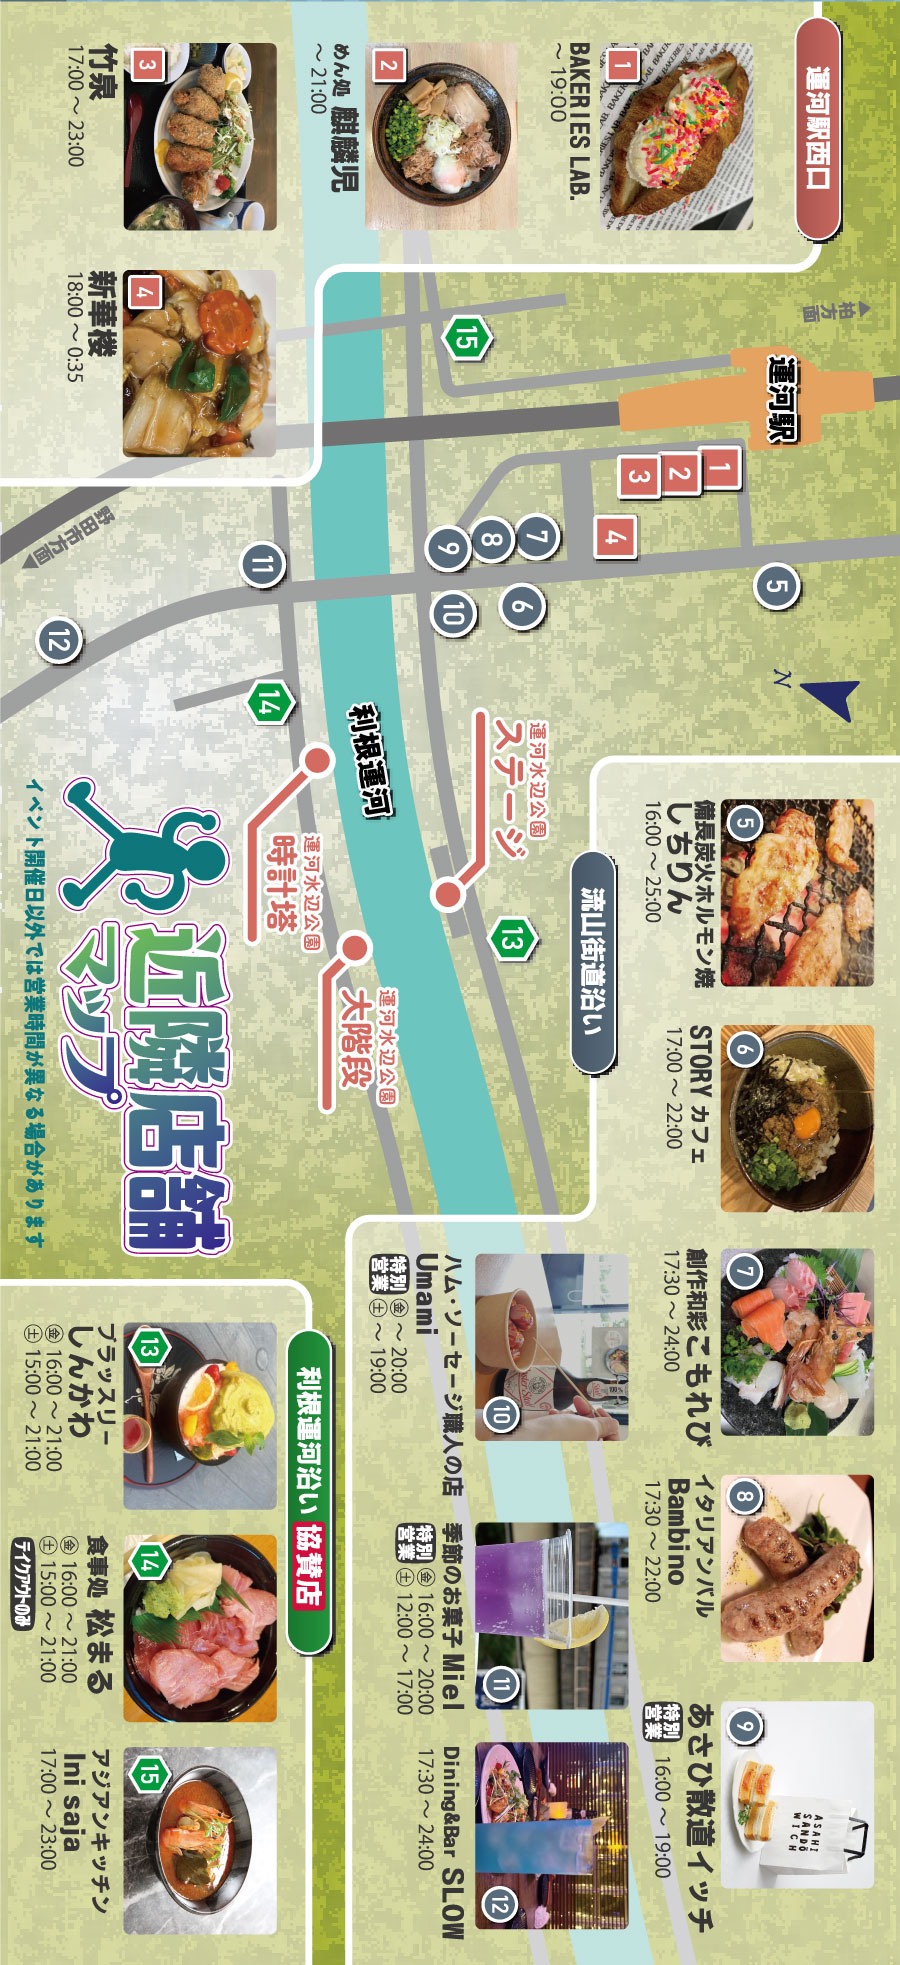 運河駅西口
1
BAKERIES LAB.
～ 19:00
2
めん処 麒麟児
～ 21:00
3
竹泉
17:00 ～ 23:00
4
新華楼
18:00 ～ 0:35
▲柏方面
運河駅
N
5
1
2
3
4
7
6
8
9
10
15
13
運河水辺公園
ステージ
利根運河
運河水辺公園
大階段
運河水辺公園
時計塔
11
14
12
野田市方面
近隣店舗
マップ
イベント開催日以外では営業時間が異なる場合があります
流山街道沿い
5
備長炭火ホルモン焼
しちりん
16:00 ～ 25:00
6
STORY カフェ
17:00 ～ 22:00
7
創作和彩 こもれび
17:30 ～ 24:00
8
イタリアンバル
Bambino
17:30 ～ 22:00
ASAHI
SANDŌ
WICH
9
あさひ散道イッチ
特別営業 16:00 ～ 19:00
10
ハム・ソーセージ職人の店
Umami
特別営業 ㊎ ～ 20:00
㊏ ～ 19:00
11
季節のお菓子 Miel
特別営業 ㊎ 16:00 ～ 20:00
㊏ 12:00 ～ 17:00
12
Dining&Bar SLOW
17:30 ～ 24:00
利根運河沿い 協賛店
13
ブラッスリー
しんかわ
㊎ 16:00 ～ 21:00
㊏ 15:00 ～ 21:00
14
食事処 松まる
㊎ 16:00 ～ 21:00
㊏ 15:00 ～ 21:00
テイクアウトのみ
15
アジアンキッチン
Ini saja
17:00 ～ 23:00